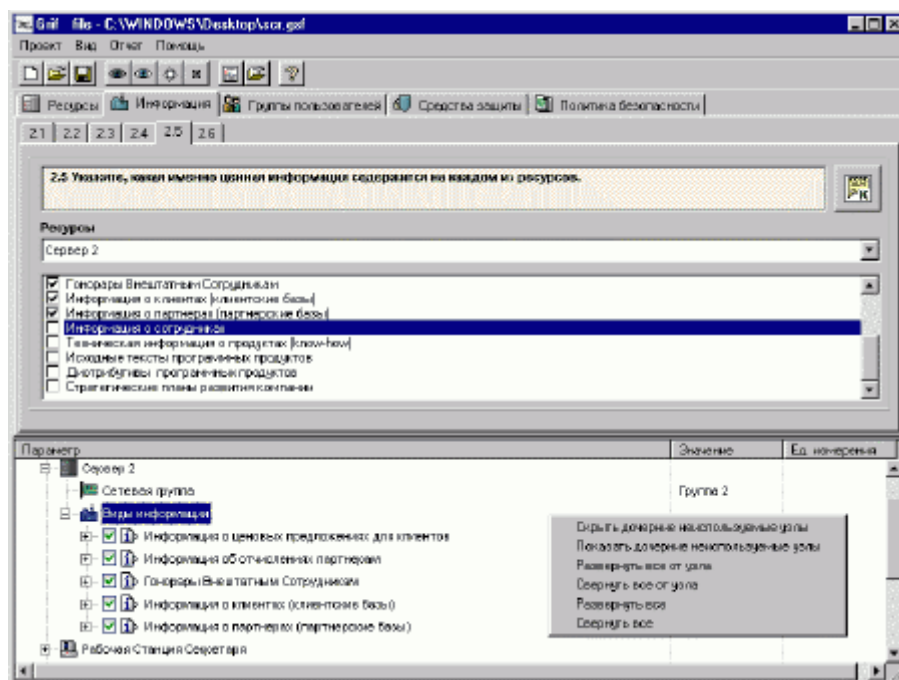 Grif file - C:\WINDOWS\Desktop\scr.gsf
Проект Вид Отчет Помощь
Ресурсы Информация Группы пользователей Средства защиты Политика безопасности
2.1 2.2 2.3 2.4 2.5 2.6
2.5 Укажите, какая именно ценная информация содержится на каждом из ресурсов.
Ресурсы
Сервер 2
Гонорары Внештатным Сотрудникам
Информация о клиентах (клиентские базы)
Информация о партнерах (партнерские базы)
Информация о сотрудниках
Техническая информация о продуктах (know-how)
Исходные тексты программных продуктов
Дистрибутивы программных продуктов
Стратегические планы развития компании
Параметр Значение Ед. измерения
Сервер 2
Сетевая группа Группа 2
Виды информации
Информация о ценовых предложениях для клиентов
Информация об отчислениях партнерам
Гонорары Внештатным Сотрудникам
Информация о клиентах (клиентские базы)
Информация о партнерах (партнерские базы)
Рабочая Станция Секретаря
Скрыть дочерние неиспользуемые узлы
Показать дочерние неиспользуемые узлы
Развернуть все от узла
Свернуть все от узла
Развернуть все
Свернуть все